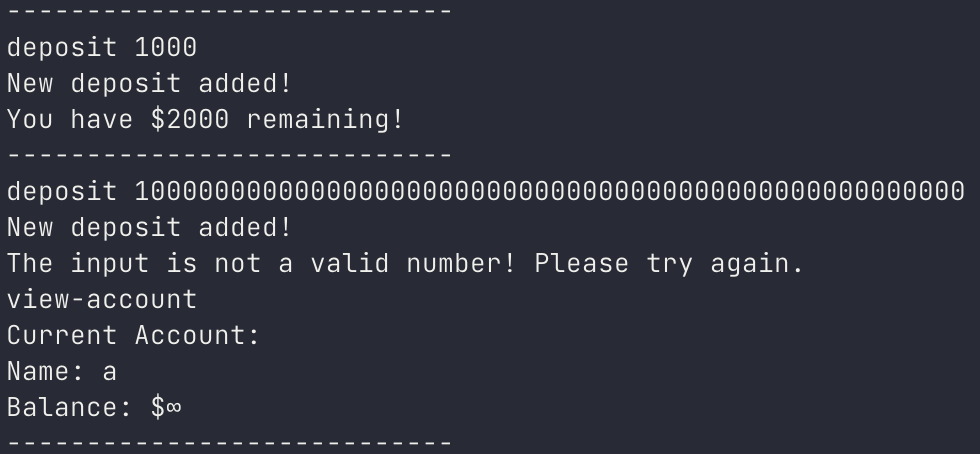 ----------------------------
deposit 1000
New deposit added!
You have $2000 remaining!
----------------------------
deposit 1000000000000000000000000000000000000000000000000000
New deposit added!
The input is not a valid number! Please try again.
view-account
Current Account:
Name: a
Balance: $∞
----------------------------